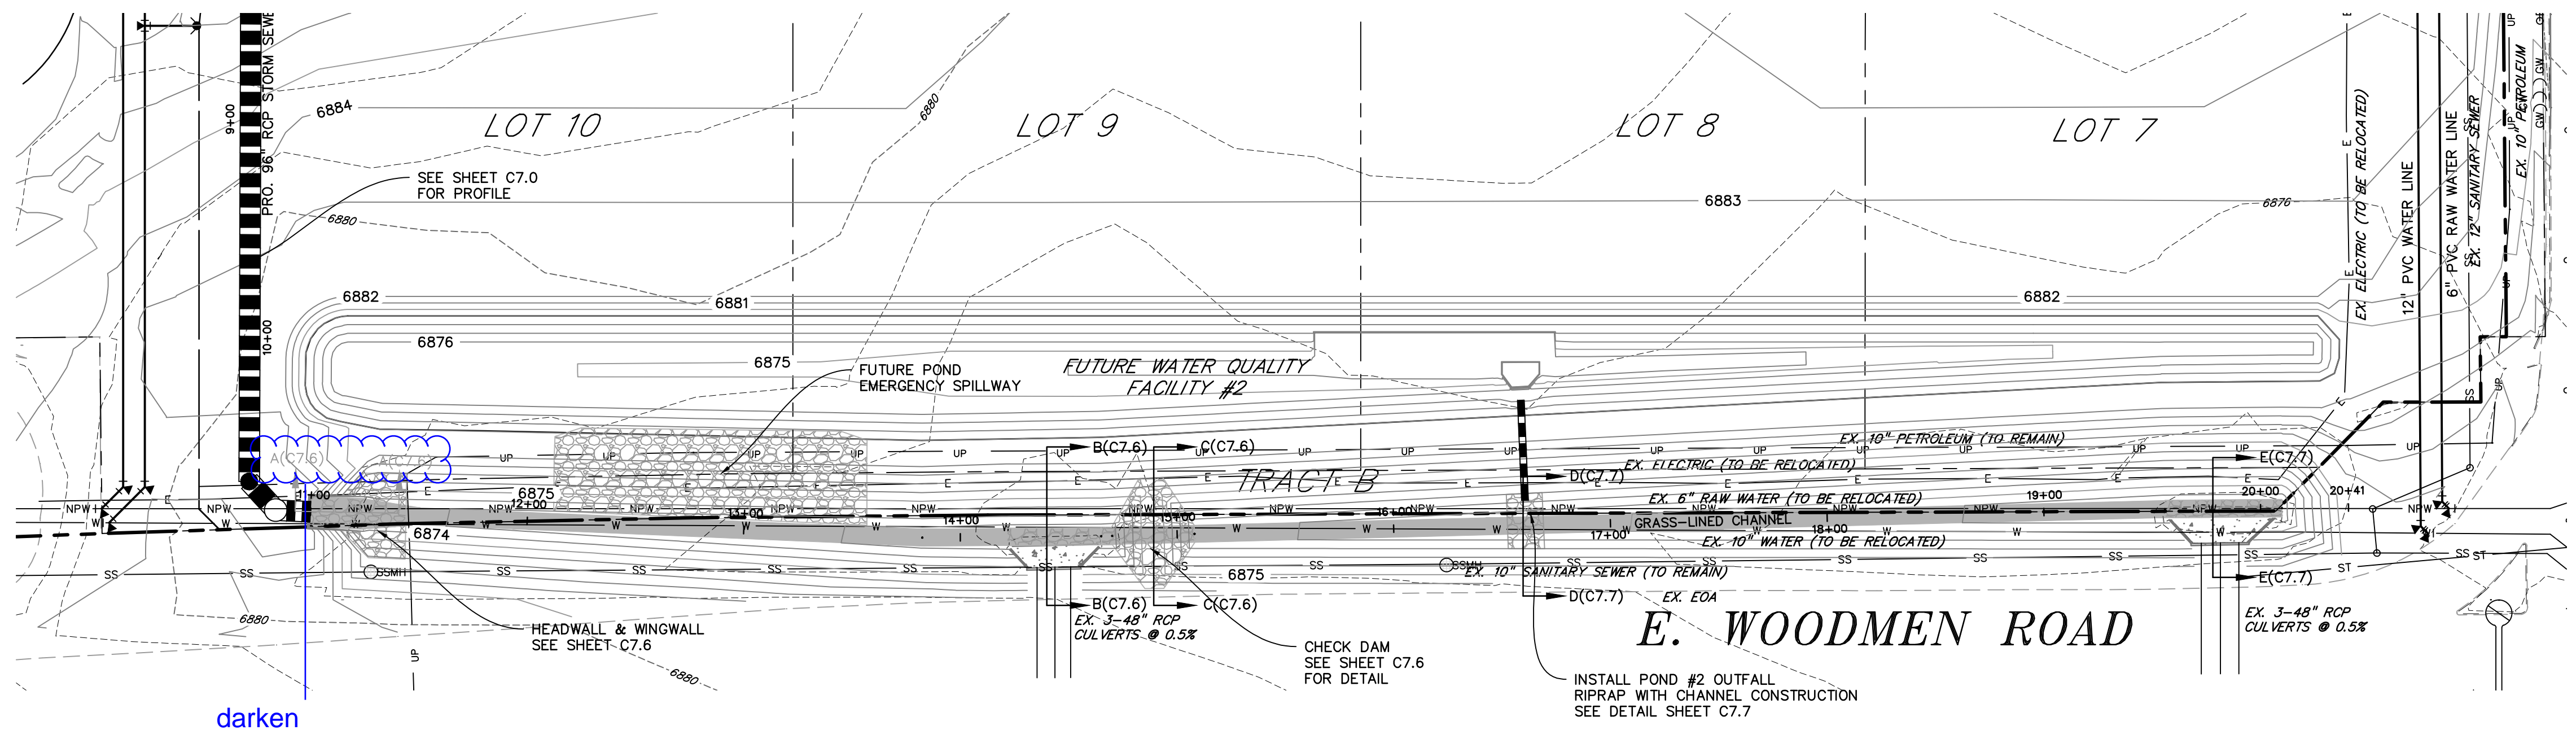 9+00
PRO. 96" RCP STORM SEWE
6884
LOT 10
6880
LOT 9
LOT 8
LOT 7
SEE SHEET C7.0
FOR PROFILE
6880
6883
6876
EX. ELECTRIC (TO BE RELOCATED)
12" PVC WATER LINE
6" PVC RAW WATER LINE
EX. 12" SANITARY SEWER
EX. 10" PETROLEUM
10+00
6882
6881
6882
6876
6875
FUTURE POND
EMERGENCY SPILLWAY
FUTURE WATER QUALITY
FACILITY #2
A(C7.6)
A(C7.6)
B(C7.6)
C(C7.6)
EX. 10" PETROLEUM (TO REMAIN)
EX. ELECTRIC (TO BE RELOCATED)
E(C7.7)
TRACT B
D(C7.7)
11+00
6875
12+00
13+00
14+00
15+00
16+00
EX. 6" RAW WATER (TO BE RELOCATED)
19+00
20+00
20+41
GRASS-LINED CHANNEL
17+00
18+00
6874
EX. 10" WATER (TO BE RELOCATED)
SSMH
6875
SSMH
EX. 10" SANITARY SEWER (TO REMAIN)
E(C7.7)
B(C7.6)
C(C7.6)
D(C7.7)
EX. EOA
6880
HEADWALL & WINGWALL
SEE SHEET C7.6
EX. 3-48" RCP
CULVERTS @ 0.5%
E. WOODMEN ROAD
EX. 3-48" RCP
CULVERTS @ 0.5%
CHECK DAM
SEE SHEET C7.6
FOR DETAIL
6880
INSTALL POND #2 OUTFALL
RIPRAP WITH CHANNEL CONSTRUCTION
SEE DETAIL SHEET C7.7
darken